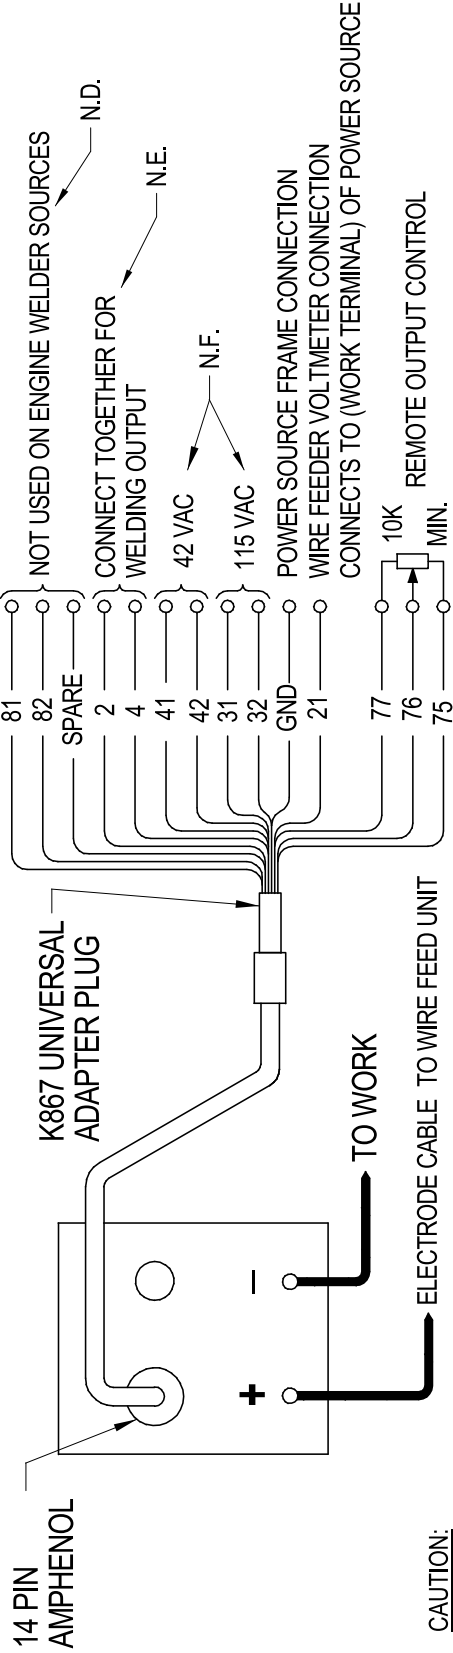 14 PIN
AMPHENOL
K867 UNIVERSAL
ADAPTER PLUG
81
82
SPARE
2
4
41
42
31
32
GND
21
77
76
75
NOT USED ON ENGINE WELDER SOURCES
N.D.
CONNECT TOGETHER FOR
WELDING OUTPUT
N.E.
42 VAC
115 VAC
N.F.
POWER SOURCE FRAME CONNECTION
WIRE FEEDER VOLTMETER CONNECTION
CONNECTS TO (WORK TERMINAL) OF POWER SOURCE
10K
MIN.
REMOTE OUTPUT CONTROL
+
−
TO WORK
ELECTRODE CABLE TO WIRE FEED UNIT
CAUTION: